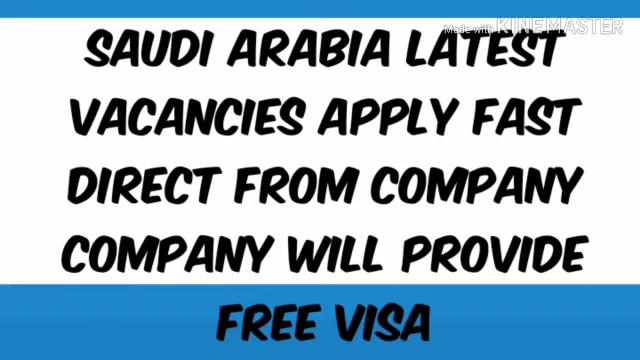 Made with KINEMASTER
SAUDI ARABIA LATEST
VACANCIES APPLY FAST
DIRECT FROM COMPANY
COMPANY WILL PROVIDE
FREE VISA